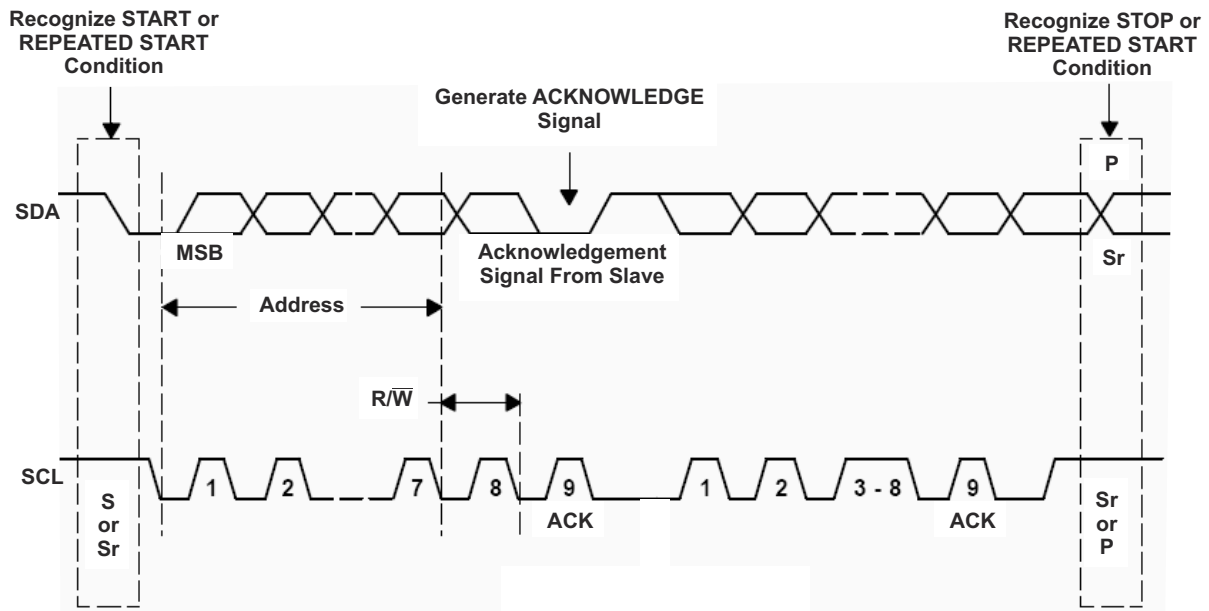 Recognize START or
REPEATED START
Condition
Recognize STOP or
REPEATED START
Condition
Generate ACKNOWLEDGE
Signal
P
SDA
MSB
Acknowledgement
Signal From Slave
Sr
Address
R/W̅
SCL
1
2
7
8
9
1
2
3 - 8
9
ACK
ACK
S
or
Sr
Sr
or
P